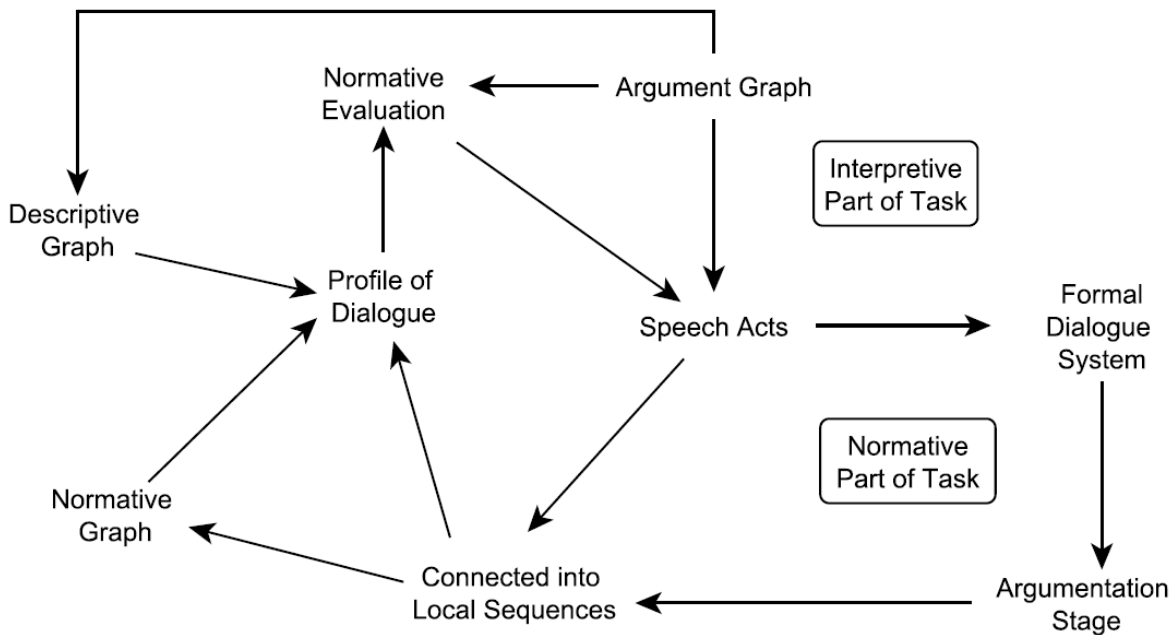 Normative
Evaluation
Argument Graph
Interpretive
Part of Task
Descriptive
Graph
Profile of
Dialogue
Speech Acts
Formal
Dialogue
System
Normative
Part of Task
Normative
Graph
Connected into
Local Sequences
Argumentation
Stage